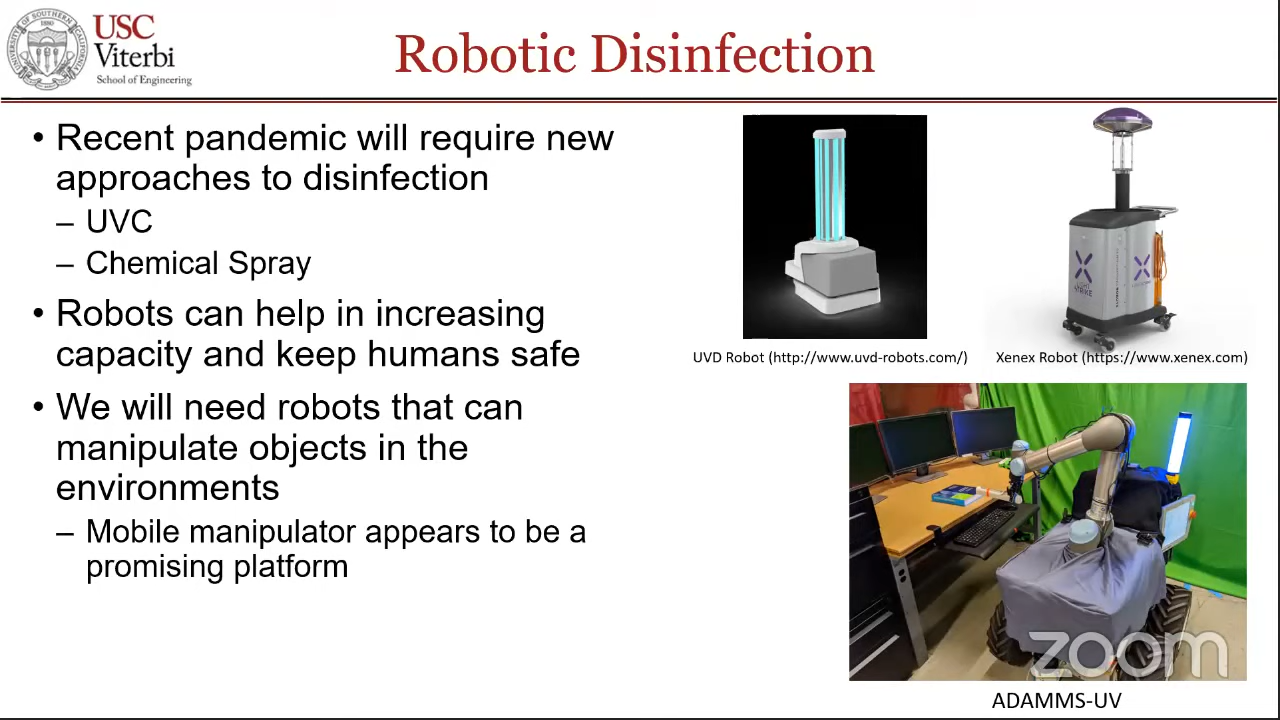 USC
Viterbi
School of Engineering
Robotic Disinfection
• Recent pandemic will require new
approaches to disinfection
– UVC
– Chemical Spray
• Robots can help in increasing
capacity and keep humans safe
• We will need robots that can
manipulate objects in the
environments
– Mobile manipulator appears to be a
promising platform
UVD Robot (http://www.uvd-robots.com/)
Xenex Robot (https://www.xenex.com)
zoom
ADAMMS-UV